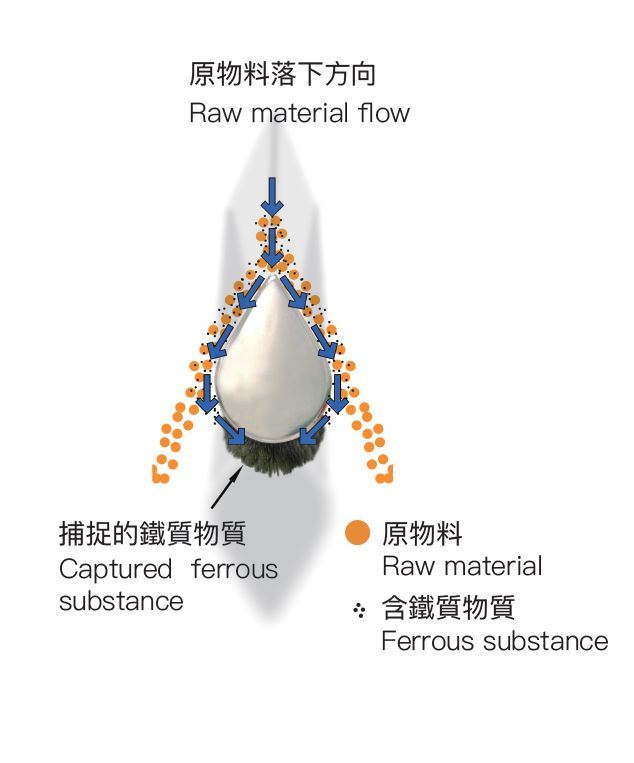 原物料落下方向
Raw material flow
捕捉的鐵質物質
Captured ferrous
substance
原物料
Raw material
含鐵質物質
Ferrous substance